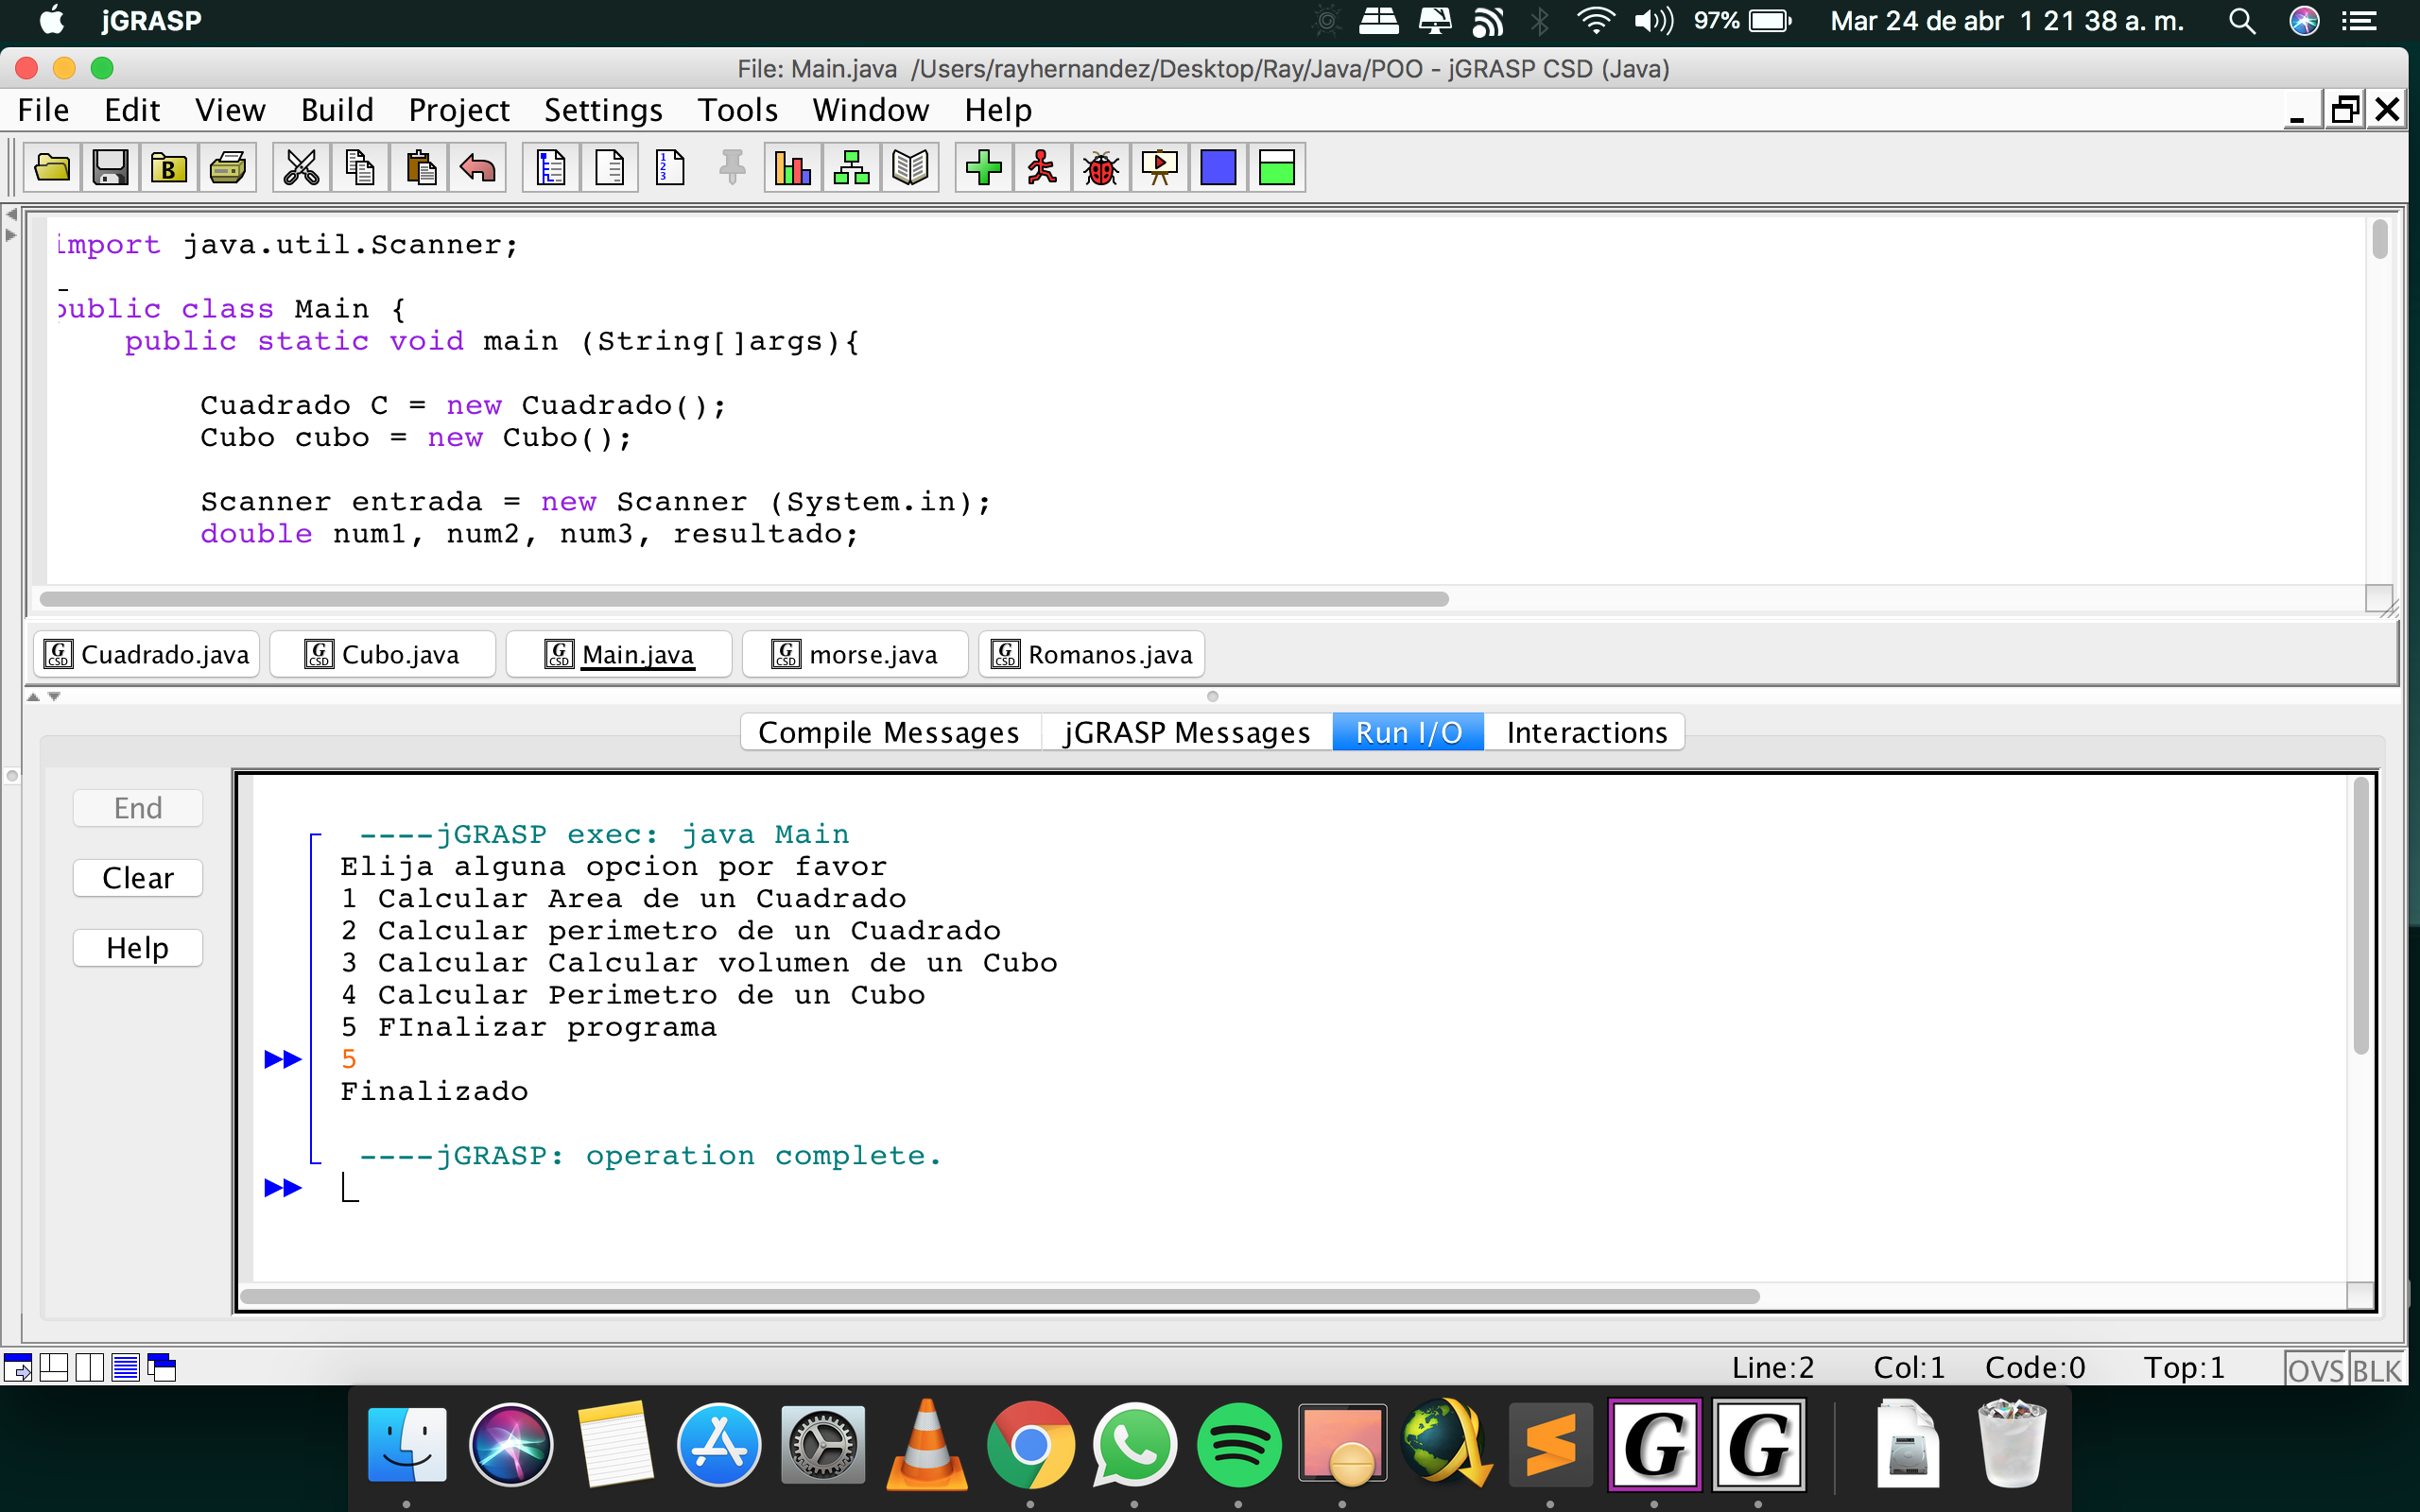 jGRASP 97% Mar 24 de abr 1 21 38 a. m.
File: Main.java /Users/rayhernandez/Desktop/Ray/Java/POO - jGRASP CSD (Java)
File Edit View Build Project Settings Tools Window Help
import java.util.Scanner;
public class Main {
public static void main (String[]args){
Cuadrado C = new Cuadrado();
Cubo cubo = new Cubo();
Scanner entrada = new Scanner (System.in);
double num1, num2, num3, resultado;
Cuadrado.java Cubo.java Main.java morse.java Romanos.java
Compile Messages jGRASP Messages Run I/O Interactions
End
Clear
Help
----jGRASP exec: java Main
Elija alguna opcion por favor
1 Calcular Area de un Cuadrado
2 Calcular perimetro de un Cuadrado
3 Calcular Calcular volumen de un Cubo
4 Calcular Perimetro de un Cubo
5 FInalizar programa
5
Finalizado
----jGRASP: operation complete.
Line:2 Col:1 Code:0 Top:1 OVS BLK